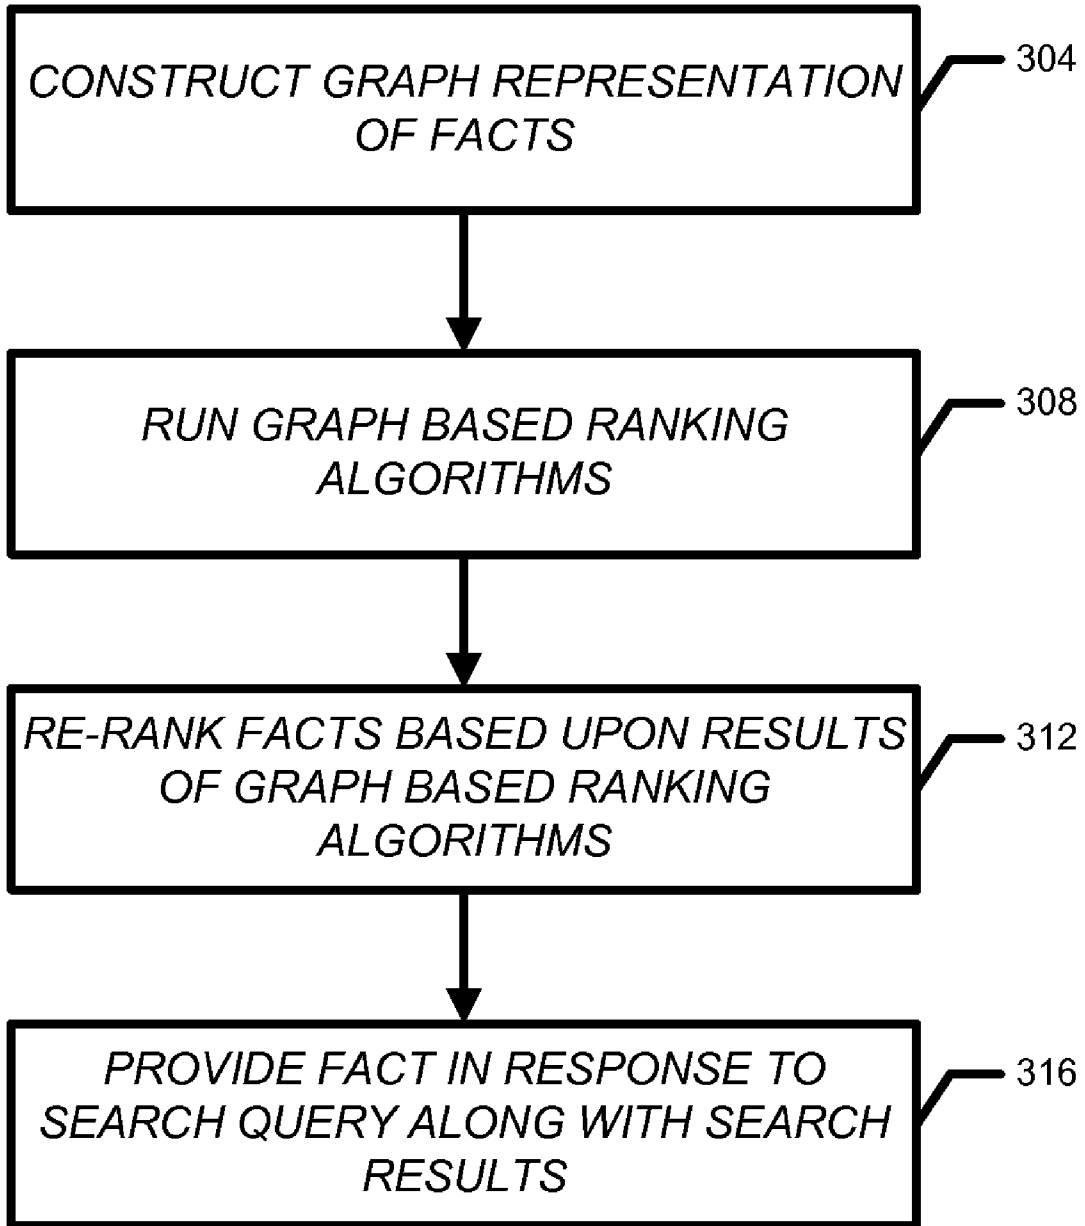 CONSTRUCT GRAPH REPRESENTATION
OF FACTS
304
RUN GRAPH BASED RANKING
ALGORITHMS
308
RE-RANK FACTS BASED UPON RESULTS
OF GRAPH BASED RANKING
ALGORITHMS
312
PROVIDE FACT IN RESPONSE TO
SEARCH QUERY ALONG WITH SEARCH
RESULTS
316